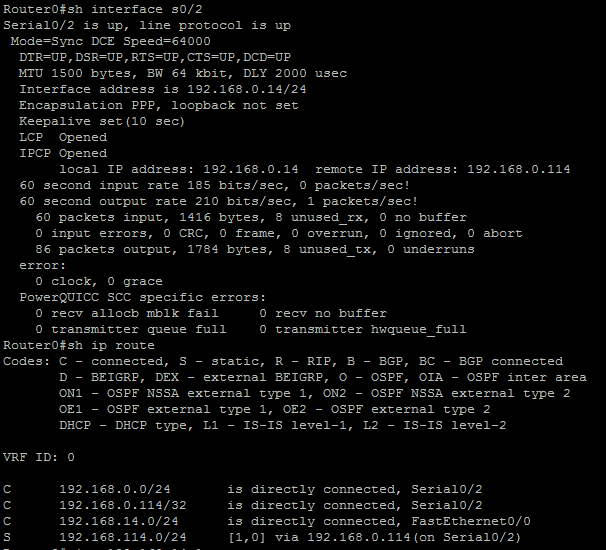 Router0#sh interface s0/2
Serial0/2 is up, line protocol is up
Mode=Sync DCE Speed=64000
DTR=UP,DSR=UP,RTS=UP,CTS=UP,DCD=UP
MTU 1500 bytes, BW 64 kbit, DLY 2000 usec
Interface address is 192.168.0.14/24
Encapsulation PPP, loopback not set
Keepalive set(10 sec)
LCP Opened
IPCP Opened
local IP address: 192.168.0.14 remote IP address: 192.168.0.114
60 second input rate 185 bits/sec, 0 packets/sec!
60 second output rate 210 bits/sec, 1 packets/sec!
60 packets input, 1416 bytes, 8 unused_rx, 0 no buffer
0 input errors, 0 CRC, 0 frame, 0 overrun, 0 ignored, 0 abort
86 packets output, 1784 bytes, 8 unused_tx, 0 underruns
error:
0 clock, 0 grace
PowerQUICC SCC specific errors:
0 recv allocb mblk fail 0 recv no buffer
0 transmitter queue full 0 transmitter hwqueue_full
Router0#sh ip route
Codes: C - connected, S - static, R - RIP, B - BGP, BC - BGP connected
D - BEIGRP, DEX - external BEIGRP, O - OSPF, OIA - OSPF inter area
ON1 - OSPF NSSA external type 1, ON2 - OSPF NSSA external type 2
OE1 - OSPF external type 1, OE2 - OSPF external type 2
DHCP - DHCP type, L1 - IS-IS level-1, L2 - IS-IS level-2
VRF ID: 0
C 192.168.0.0/24 is directly connected, Serial0/2
C 192.168.0.114/32 is directly connected, Serial0/2
C 192.168.14.0/24 is directly connected, FastEthernet0/0
S 192.168.114.0/24 [1,0] via 192.168.0.114(on Serial0/2)